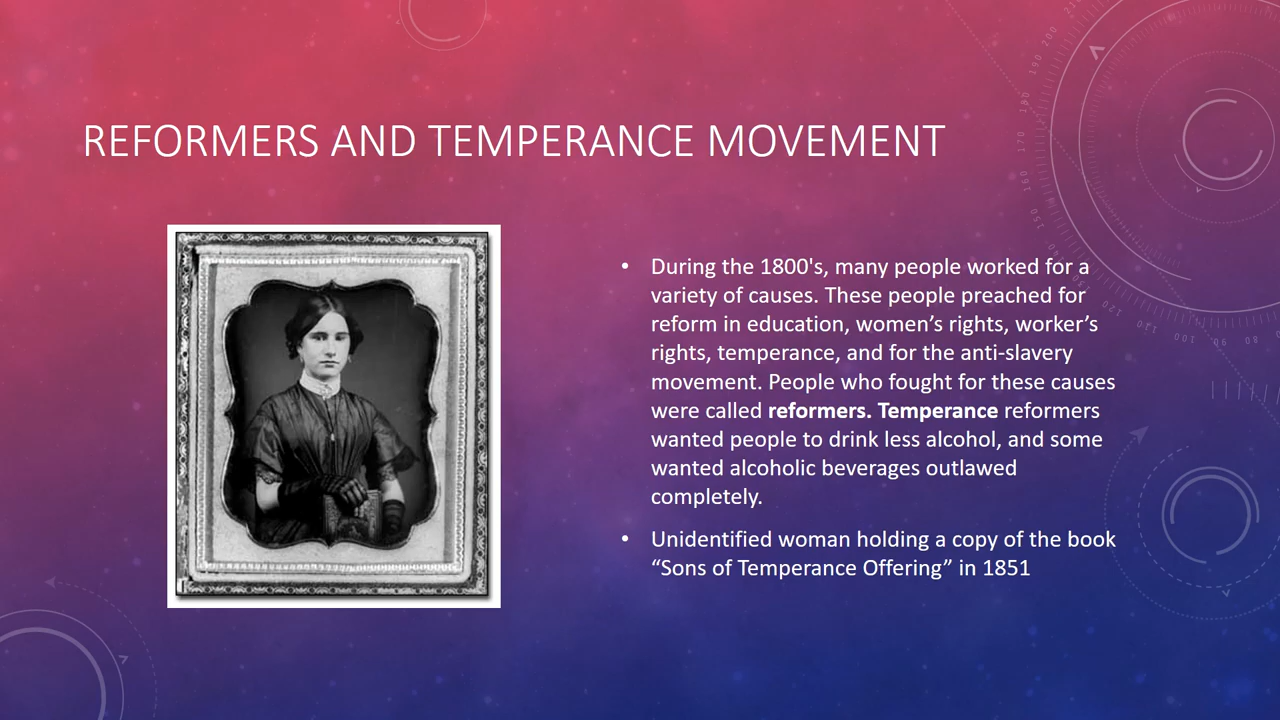 REFORMERS AND TEMPERANCE MOVEMENT
• During the 1800's, many people worked for a
variety of causes. These people preached for
reform in education, women’s rights, worker’s
rights, temperance, and for the anti-slavery
movement. People who fought for these causes
were called reformers. Temperance reformers
wanted people to drink less alcohol, and some
wanted alcoholic beverages outlawed
completely.
• Unidentified woman holding a copy of the book
“Sons of Temperance Offering” in 1851